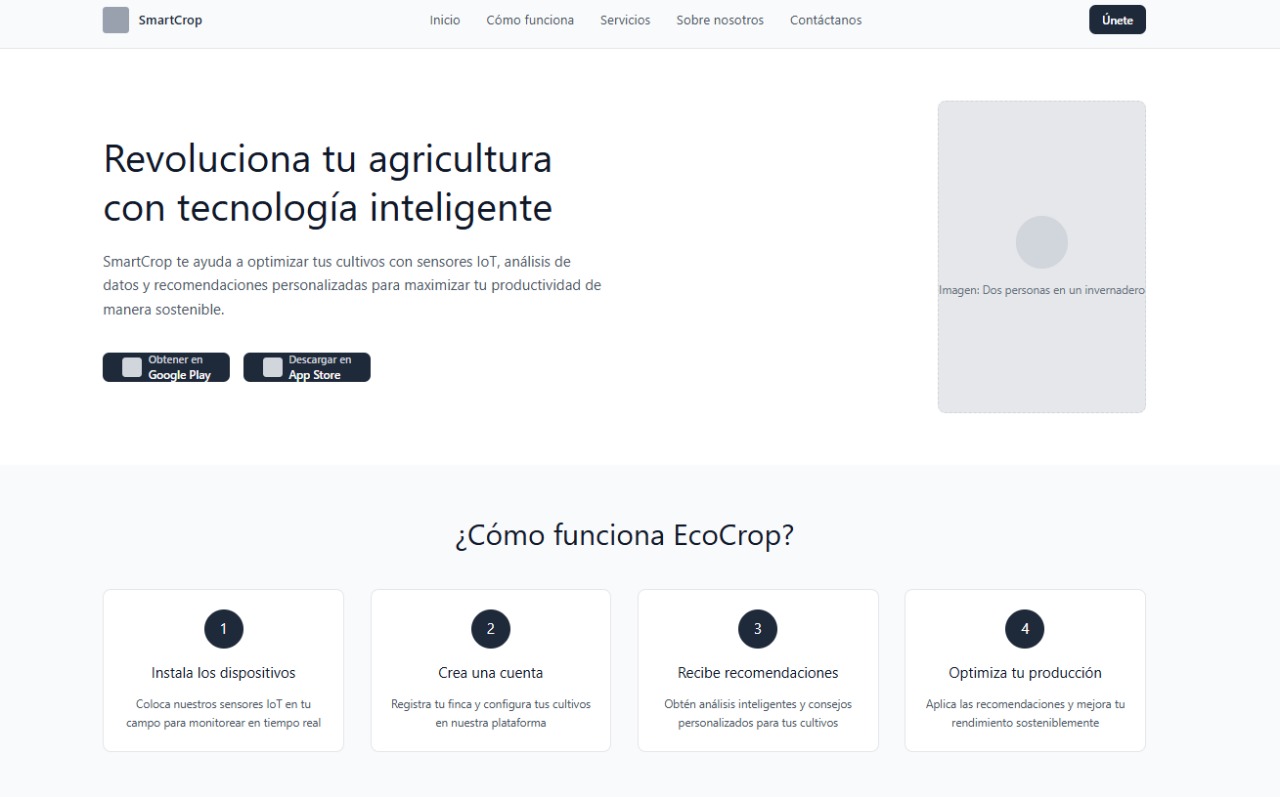 SmartCrop
Inicio
Cómo funciona
Servicios
Sobre nosotros
Contáctanos
Únete
Revoluciona tu agricultura
con tecnología inteligente
SmartCrop te ayuda a optimizar tus cultivos con sensores IoT, análisis de
datos y recomendaciones personalizadas para maximizar tu productividad de
manera sostenible.
Obtener en
Google Play
Descargar en
App Store
Imagen: Dos personas en un invernadero
¿Cómo funciona EcoCrop?
1
Instala los dispositivos
Coloca nuestros sensores IoT en tu
campo para monitorear en tiempo real
2
Crea una cuenta
Registra tu finca y configura tus cultivos
en nuestra plataforma
3
Recibe recomendaciones
Obtén análisis inteligentes y consejos
personalizados para tus cultivos
4
Optimiza tu producción
Aplica las recomendaciones y mejora tu
rendimiento sosteniblemente